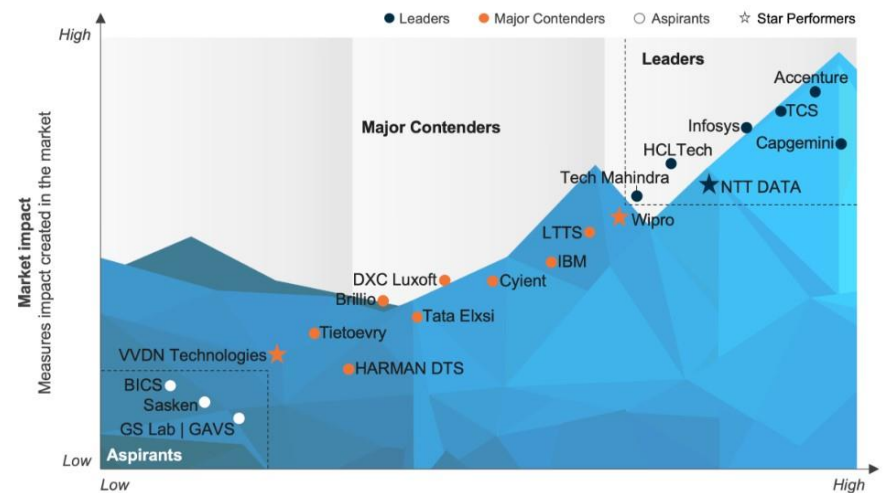 Leaders
Major Contenders
Aspirants
Star Performers
High
Leaders
Accenture
TCS
Major Contenders
Infosys
Capgemini
HCLTech
Tech Mahindra
NTT DATA
Wipro
LTTS
IBM
DXC Luxoft
Cyient
Brillio
Tata Elxsi
Tietoevry
VVDN Technologies
HARMAN DTS
BICS
Sasken
GS Lab | GAVS
Aspirants
Market impact
Measures impact created in the market
Low
Low
High